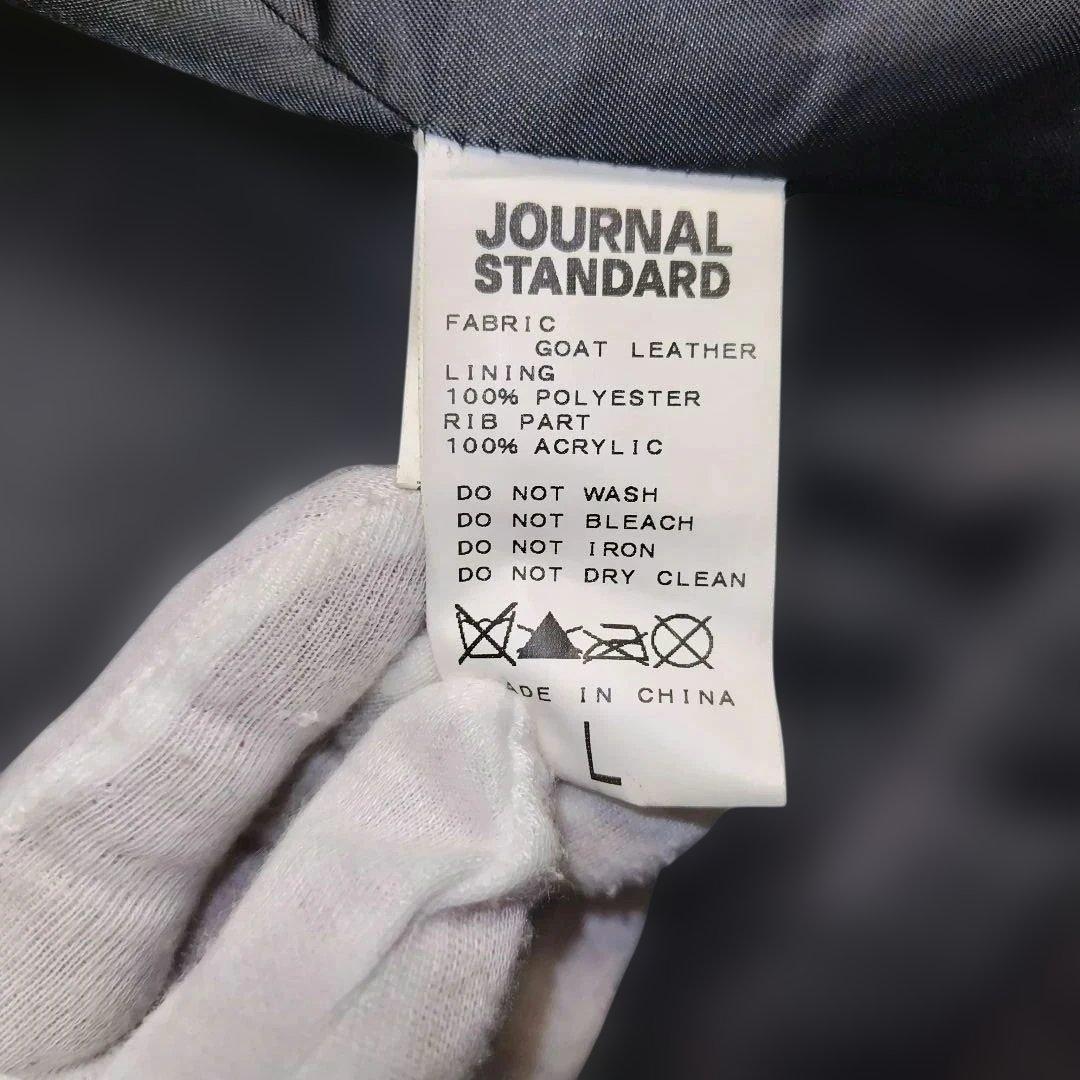 JOURNAL
STANDARD
FABRIC
GOAT LEATHER
LINING
100% POLYESTER
RIB PART
100% ACRYLIC
DO NOT WASH
DO NOT BLEACH
DO NOT IRON
DO NOT DRY CLEAN
IN CHINA
L